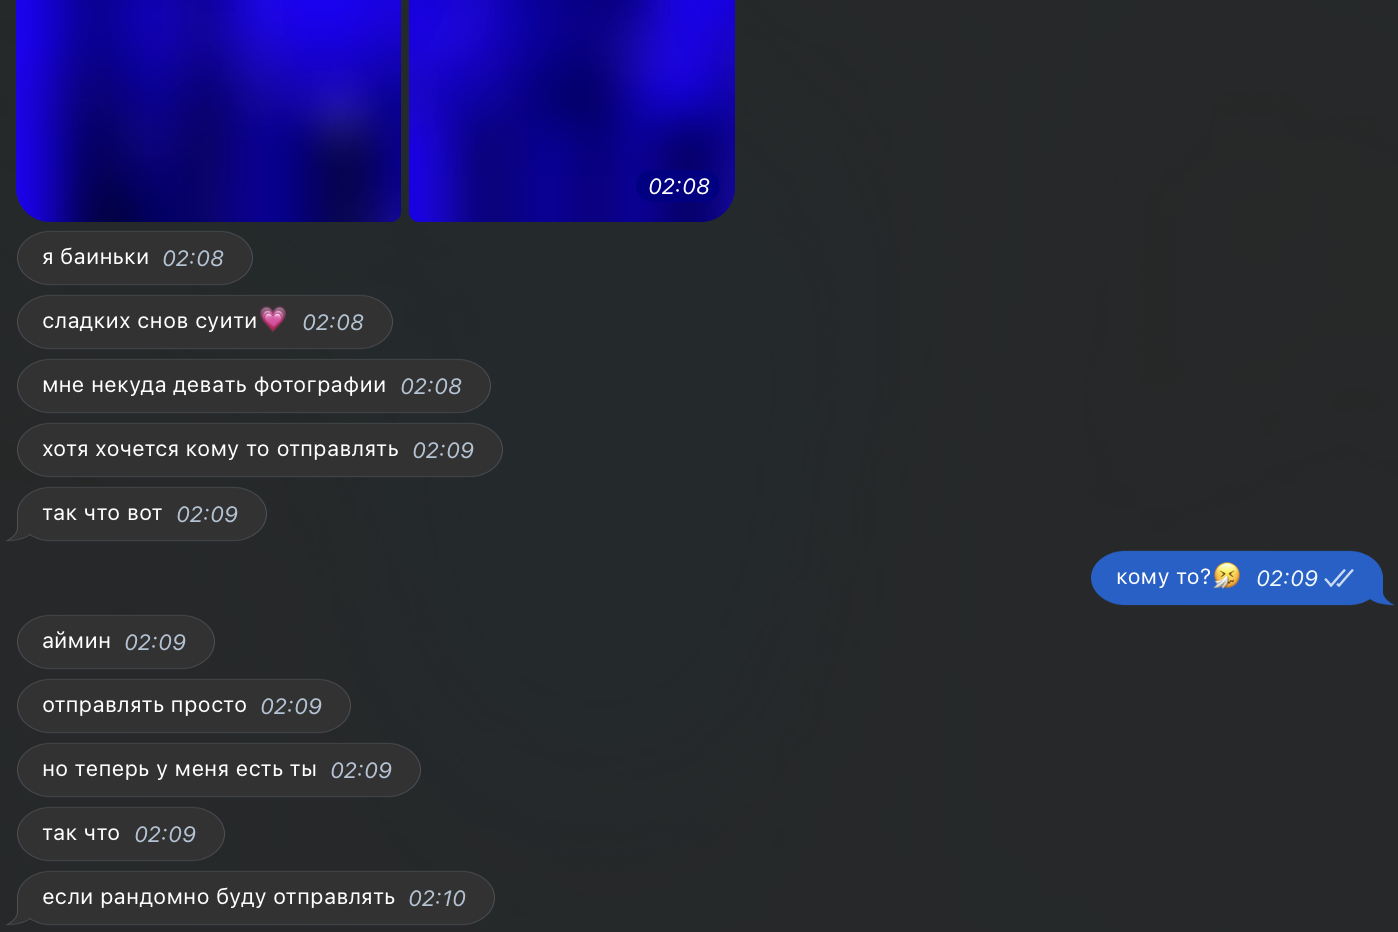 02:08
я баиньки 02:08
сладких снов суити💗 02:08
мне некуда девать фотографии 02:08
хотя хочется кому то отправлять 02:09
так что вот 02:09
кому то?🤧 02:09
аймин 02:09
отправлять просто 02:09
но теперь у меня есть ты 02:09
так что 02:09
если рандомно буду отправлять 02:10